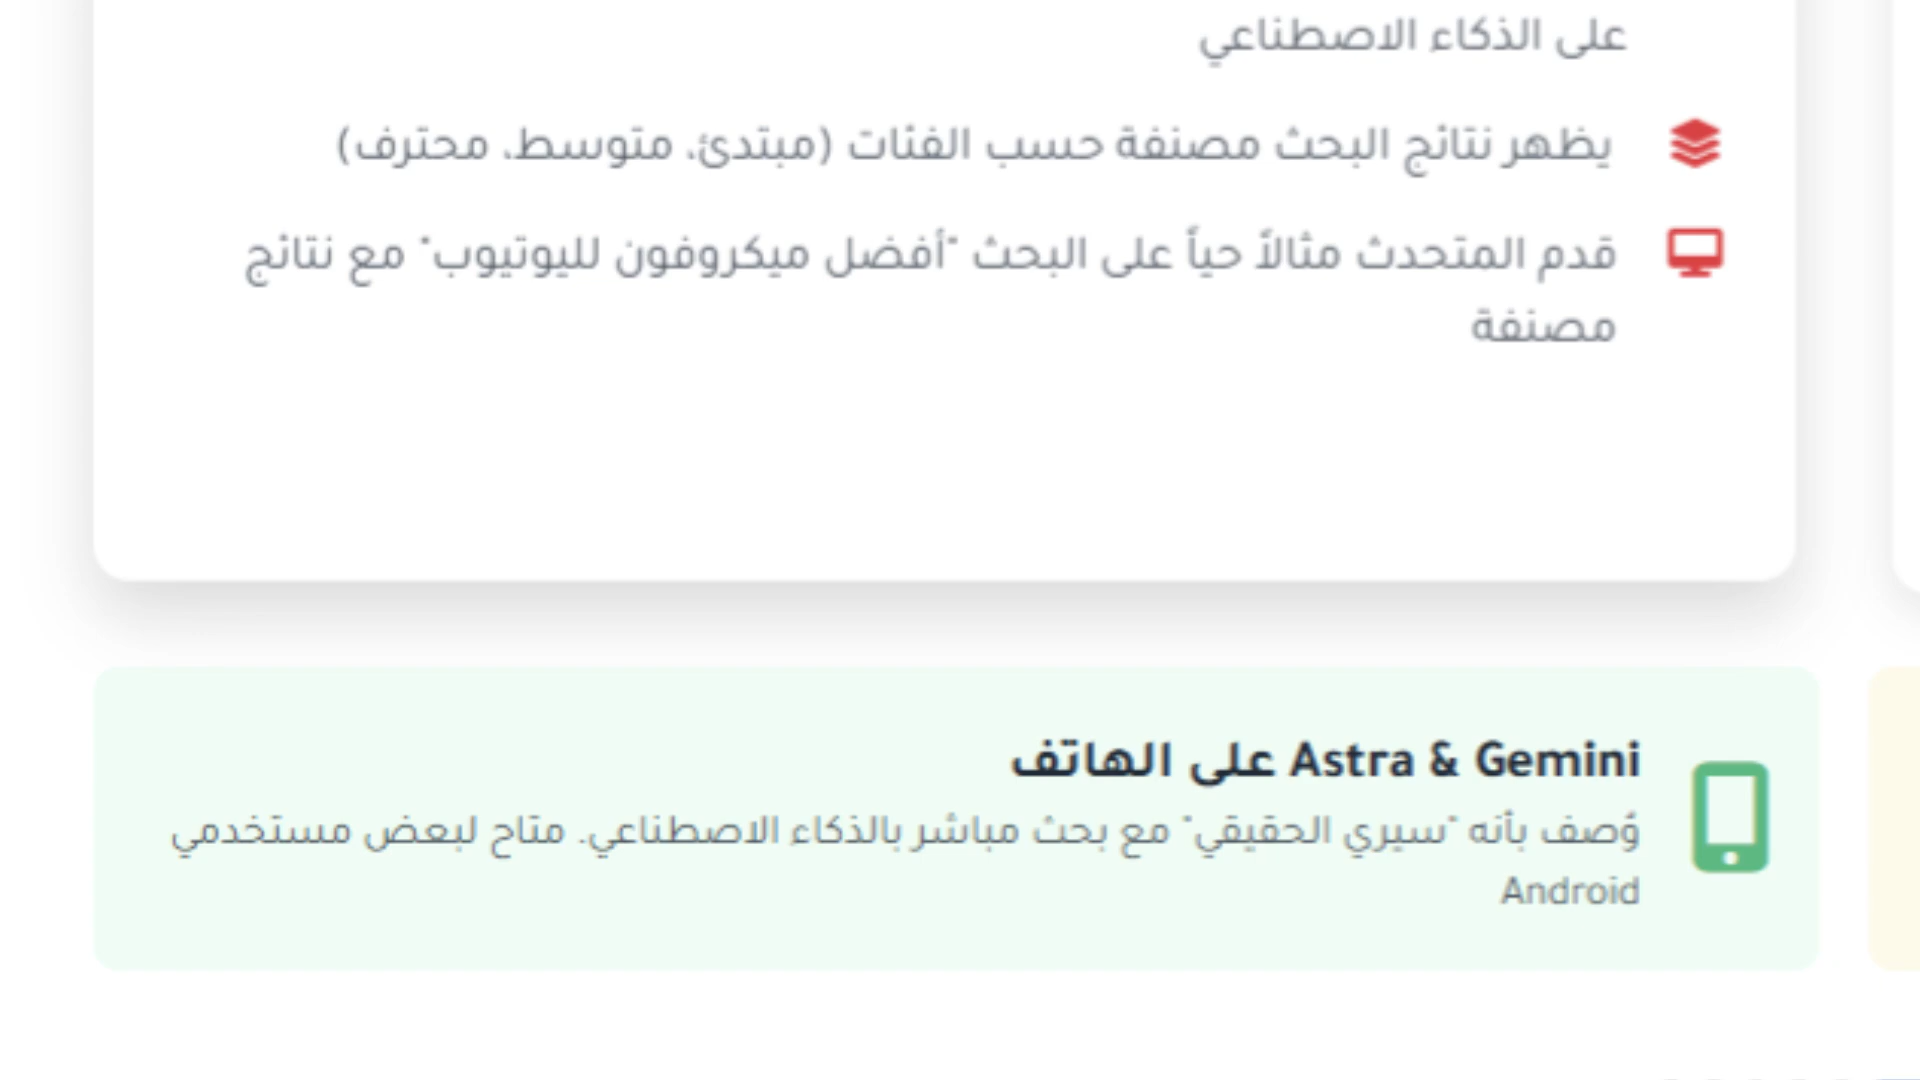 على الذكاء الاصطناعي
يظهر نتائج البحث مصنفة حسب الفئات (مبتدئ، متوسط، محترف)
قدم المتحدث مثالاً حياً على البحث "أفضل ميكروفون لليوتيوب" مع نتائج
مصنفة
Astra & Gemini على الهاتف
وُصف بأنه "سيري الحقيقي" مع بحث مباشر بالذكاء الاصطناعي. متاح لبعض مستخدمي
Android